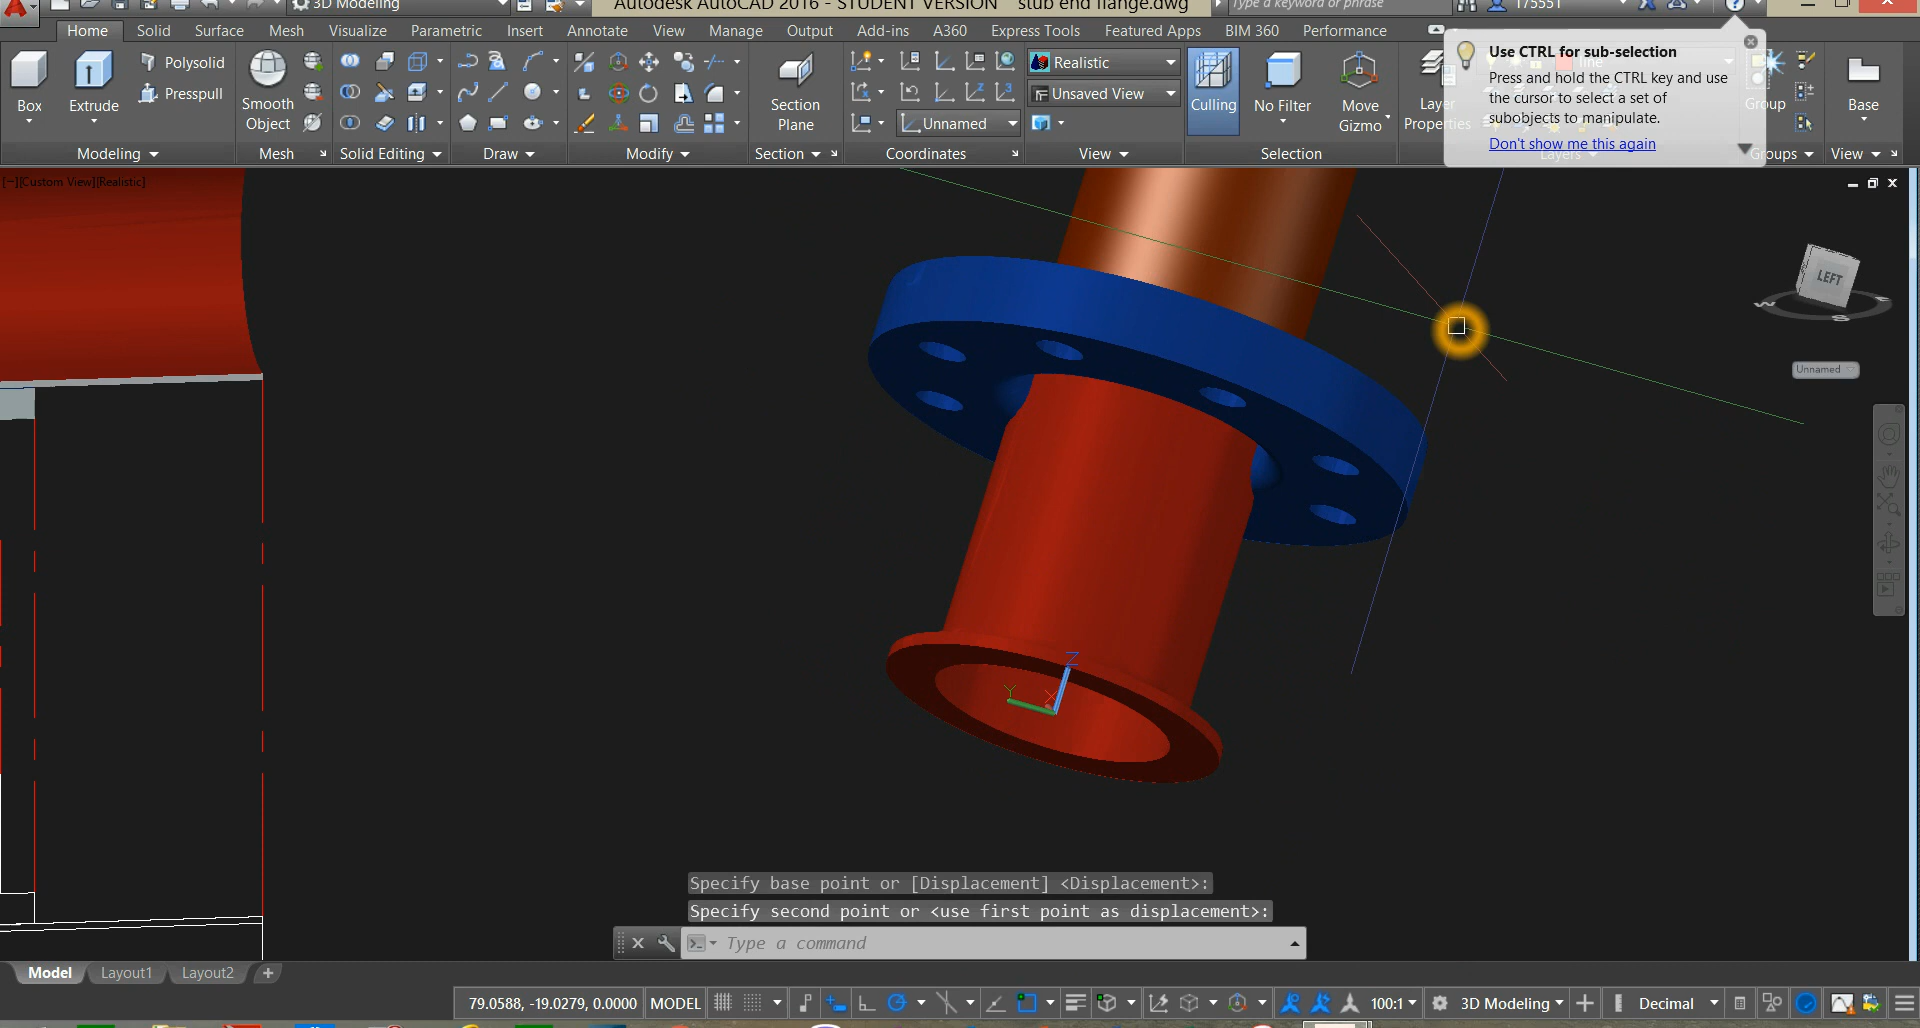 3D Modeling
Autodesk AutoCAD 2016 - STUDENT VERSION stub end flange.dwg
Type a keyword or phrase
175551
Home Solid Surface Mesh Visualize Parametric Insert Annotate View Manage Output Add-ins A360 Express Tools Featured Apps BIM 360 Performance
Box
Extrude
Polysolid
Presspull
Smooth
Object
Section
Plane
Unnamed
Realistic
Unsaved View
Culling
No Filter
Move
Gizmo
Layer
Properties
Group
Base
Use CTRL for sub-selection
Press and hold the CTRL key and use
the cursor to select a set of
subobjects to manipulate.
Don't show me this again
Modeling Mesh Solid Editing Draw Modify Section Coordinates View Selection Layers Groups View
[−][Custom View][Realistic]
LEFT
W
S
Unnamed
Z
Y
X
Specify base point or [Displacement] <Displacement>:
Specify second point or <use first point as displacement>:
Type a command
Model Layout1 Layout2 +
79.0588, -19.0279, 0.0000 MODEL 100:1 3D Modeling Decimal